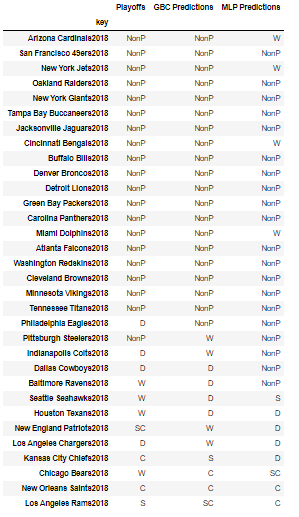 Playoffs GBC Predictions MLP Predictions
key
Arizona Cardinals2018 NonP NonP W
San Francisco 49ers2018 NonP NonP NonP
New York Jets2018 NonP NonP W
Oakland Raiders2018 NonP NonP NonP
New York Giants2018 NonP NonP NonP
Tampa Bay Buccaneers2018 NonP NonP NonP
Jacksonville Jaguars2018 NonP NonP NonP
Cincinnati Bengals2018 NonP NonP W
Buffalo Bills2018 NonP NonP NonP
Denver Broncos2018 NonP NonP NonP
Detroit Lions2018 NonP NonP NonP
Green Bay Packers2018 NonP NonP NonP
Carolina Panthers2018 NonP NonP NonP
Miami Dolphins2018 NonP NonP W
Atlanta Falcons2018 NonP NonP NonP
Washington Redskins2018 NonP NonP NonP
Cleveland Browns2018 NonP NonP NonP
Minnesota Vikings2018 NonP NonP NonP
Tennessee Titans2018 NonP NonP NonP
Philadelphia Eagles2018 D NonP NonP
Pittsburgh Steelers2018 NonP W NonP
Indianapolis Colts2018 D W NonP
Dallas Cowboys2018 D D NonP
Baltimore Ravens2018 W D NonP
Seattle Seahawks2018 W D S
Houston Texans2018 W D D
New England Patriots2018 SC W D
Los Angeles Chargers2018 D W D
Kansas City Chiefs2018 C S D
Chicago Bears2018 W C SC
New Orleans Saints2018 C C C
Los Angeles Rams2018 S SC C